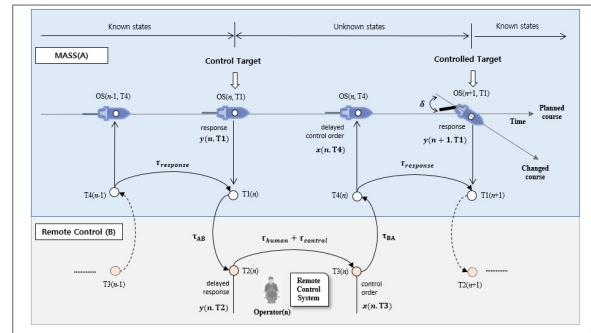 Known states
Unknown states
Known states
MASS(A)
Control Target
Controlled Target
OS(n-1, T4)
OS(n, T1)
OS(n, T4)
OS(n+1, T1)
δ
Planned
course
Time
response
y(n, T1)
delayed
control order
x(n, T4)
response
y(n + 1, T1)
Changed
course
τresponse
τresponse
T4(n-1)
T1(n)
T4(n)
T1(n+1)
Remote Control (B)
τAB
τhuman + τcontrol
τBA
T3(n-1)
T2(n)
T3(n)
T2(n+1)
delayed
response
y(n, T2)
Remote
Control
System
Operator(n)
control
order
x(n, T3)